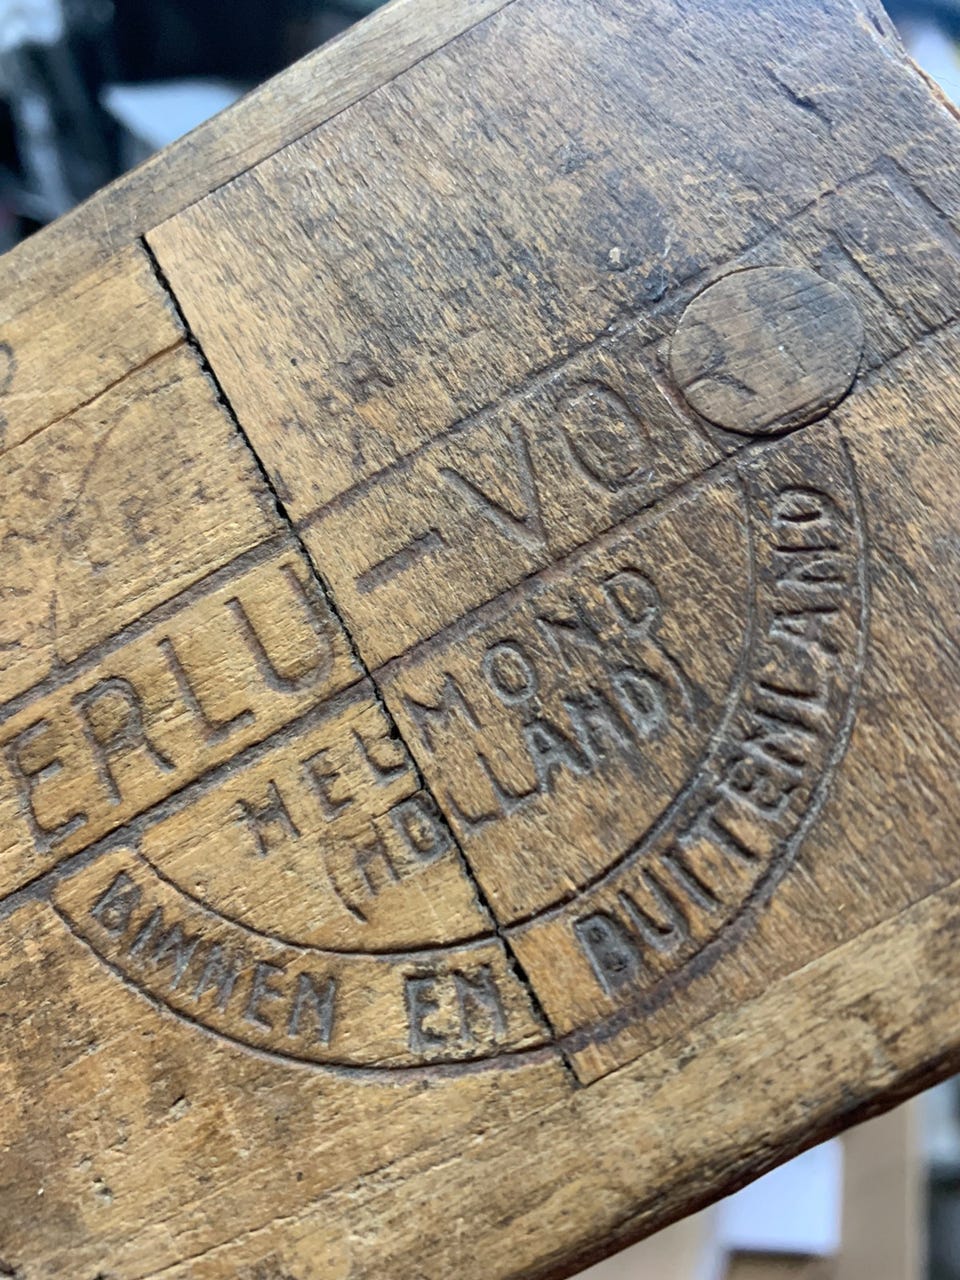 ERLU-VO
HELMOND
(HOLLAND)
BINNEN EN BUITENLAND